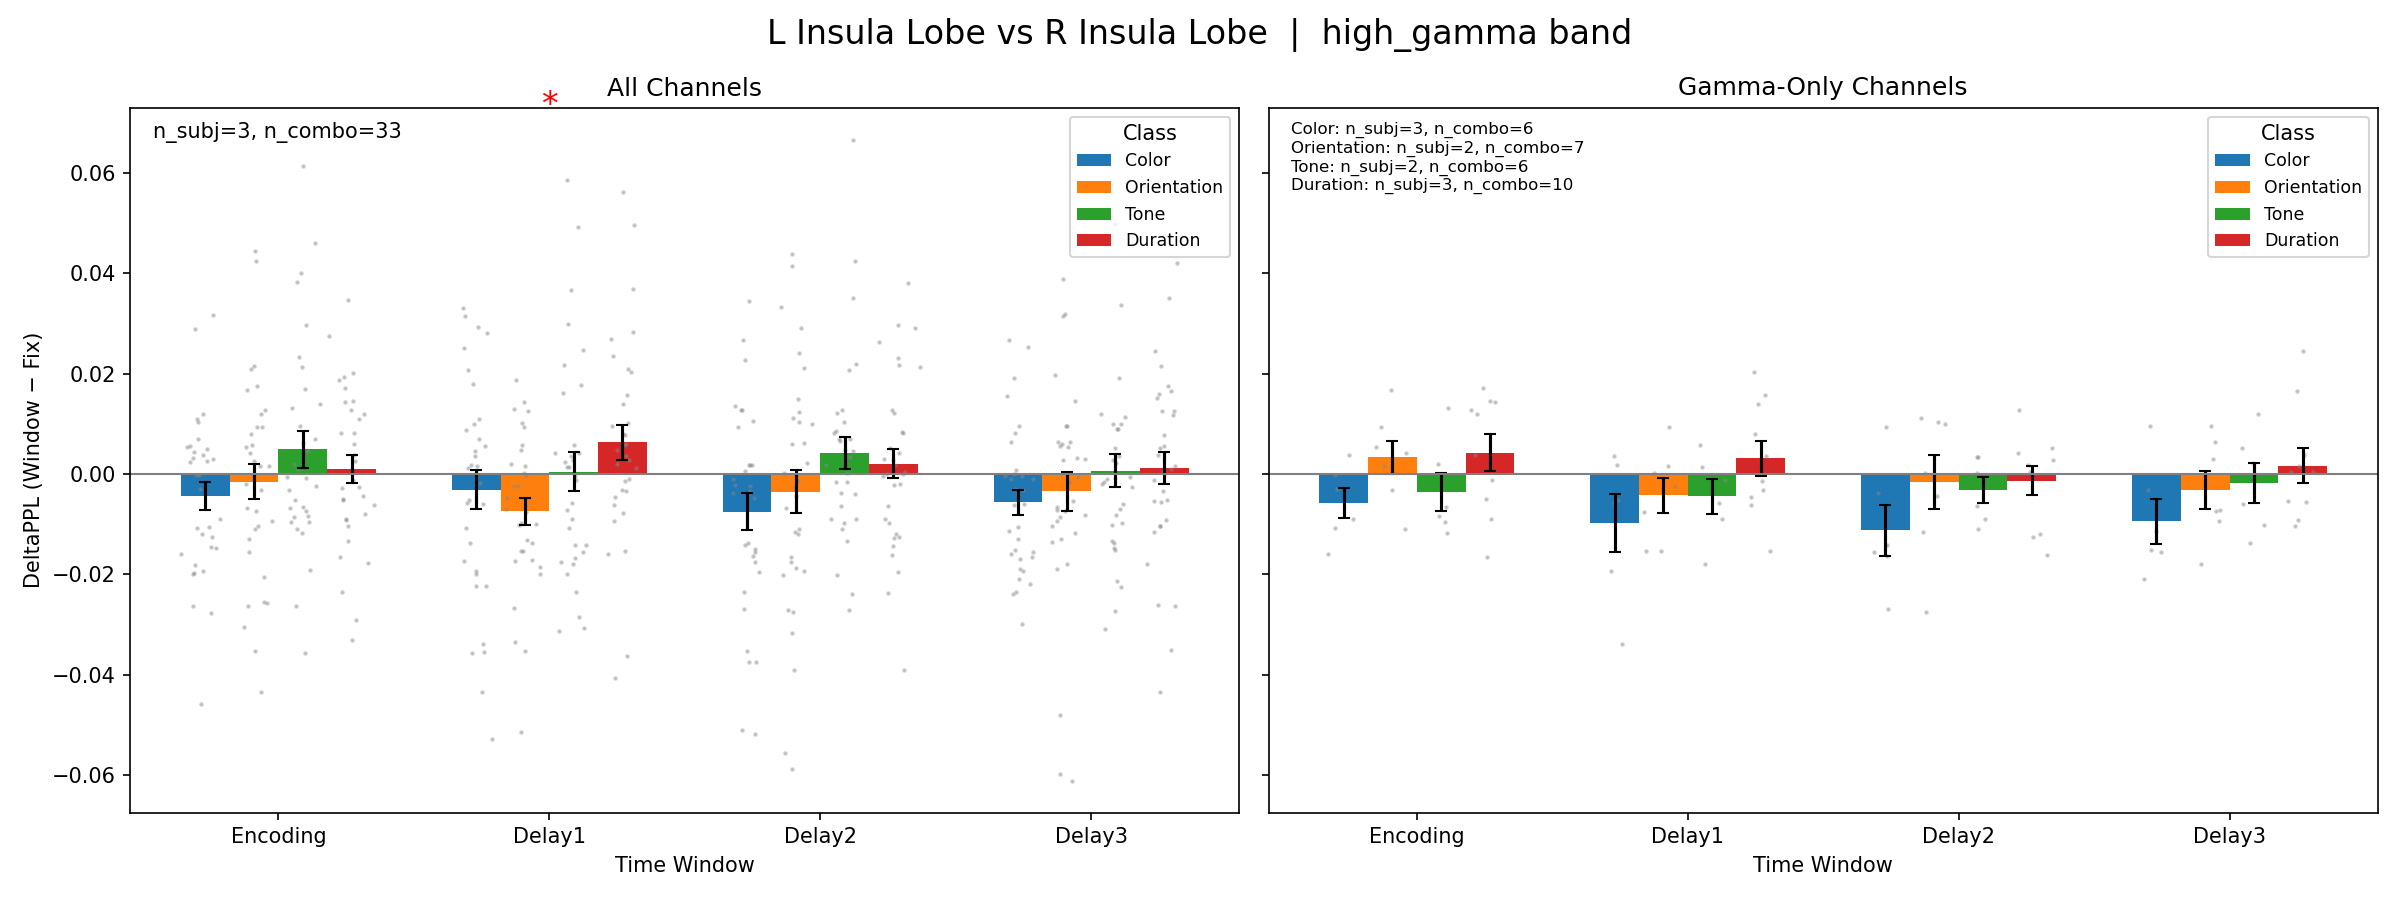 L Insula Lobe vs R Insula Lobe | high_gamma band
All Channels
*
n_subj=3, n_combo=33
Class
Color
Orientation
Tone
Duration
DeltaPPL (Window − Fix)
0.06
0.04
0.02
0.00
−0.02
−0.04
−0.06
Encoding
Delay1
Delay2
Delay3
Time Window
Gamma-Only Channels
Color: n_subj=3, n_combo=6
Orientation: n_subj=2, n_combo=7
Tone: n_subj=2, n_combo=6
Duration: n_subj=3, n_combo=10
Class
Color
Orientation
Tone
Duration
Encoding
Delay1
Delay2
Delay3
Time Window